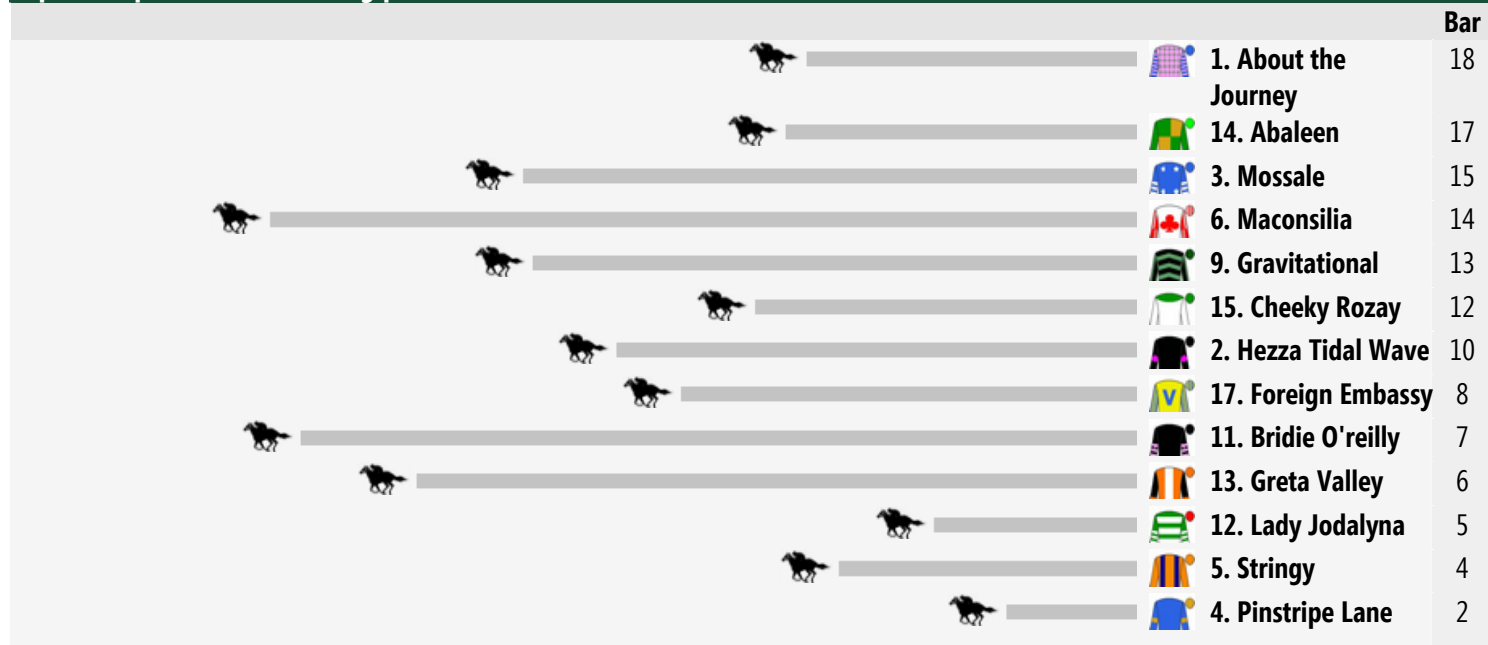 Bar
1. About the 18
Journey
14. Abaleen 17
3. Mossale 15
6. Maconsilia 14
9. Gravitational 13
15. Cheeky Rozay 12
2. Hezza Tidal Wave 10
V
17. Foreign Embassy 8
11. Bridie O'reilly 7
13. Greta Valley 6
12. Lady Jodalyna 5
5. Stringy 4
4. Pinstripe Lane 2